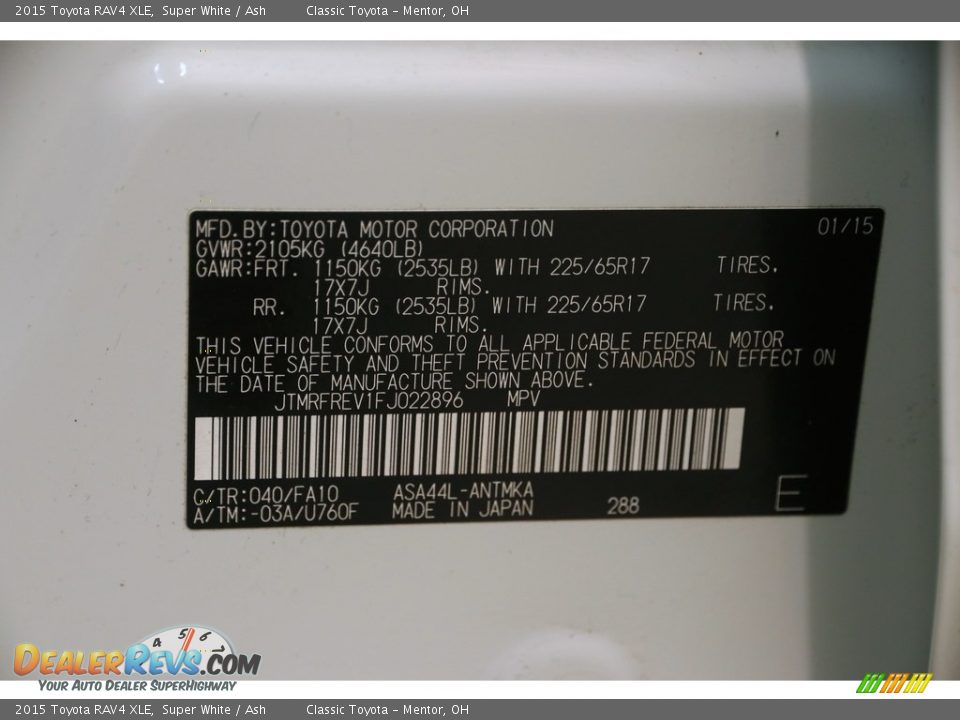 2015 Toyota RAV4 XLE, Super White / Ash Classic Toyota - Mentor, OH
MFD. BY:TOYOTA MOTOR CORPORATION 01/15
GVWR:2105KG (4640LB)
GAWR:FRT. 1150KG (2535LB) WITH 225/65R17 TIRES.
17X7J RIMS.
RR. 1150KG (2535LB) WITH 225/65R17 TIRES.
17X7J RIMS.
THIS VEHICLE CONFORMS TO ALL APPLICABLE FEDERAL MOTOR
VEHICLE SAFETY AND THEFT PREVENTION STANDARDS IN EFFECT ON
THE DATE OF MANUFACTURE SHOWN ABOVE.
JTMRFREV1FJ022896 MPV
C/TR:040/FA10 ASA44L-ANTMKA
A/TM:-03A/U760F MADE IN JAPAN 288 E
4 5 6 7
DEALERREVS.COM
YOUR AUTO DEALER SUPERHIGHWAY
2015 Toyota RAV4 XLE, Super White / Ash Classic Toyota - Mentor, OH